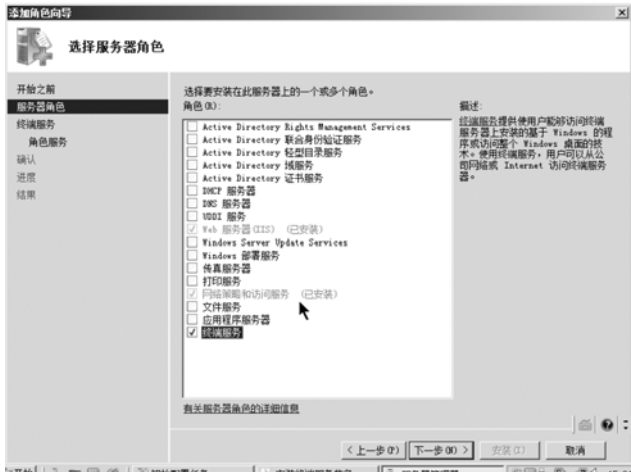 添加角色向导
选择服务器角色
开始之前
服务器角色
终端服务
角色服务
确认
进度
结果
选择要安装在此服务器上的一个或多个角色。
角色(R):
Active Directory Rights Management Services
Active Directory 联合身份验证服务
Active Directory 轻型目录服务
Active Directory 域服务
Active Directory 证书服务
DHCP 服务器
DNS 服务器
UDDI 服务
Web 服务器(IIS) (已安装)
Windows Server Update Services
Windows 部署服务
传真服务器
打印服务
网络策略和访问服务 (已安装)
文件服务
应用程序服务器
终端服务
有关服务器角色的详细信息
描述:
终端服务提供使用户能够访问终端
服务器上安装的基于 Windows 的程
序或访问整个 Windows 桌面的技
术。使用终端服务，用户可以从公
司网络或 Internet 访问终端服务
器。
< 上一步(P)
下一步(N) >
安装(I)
取消